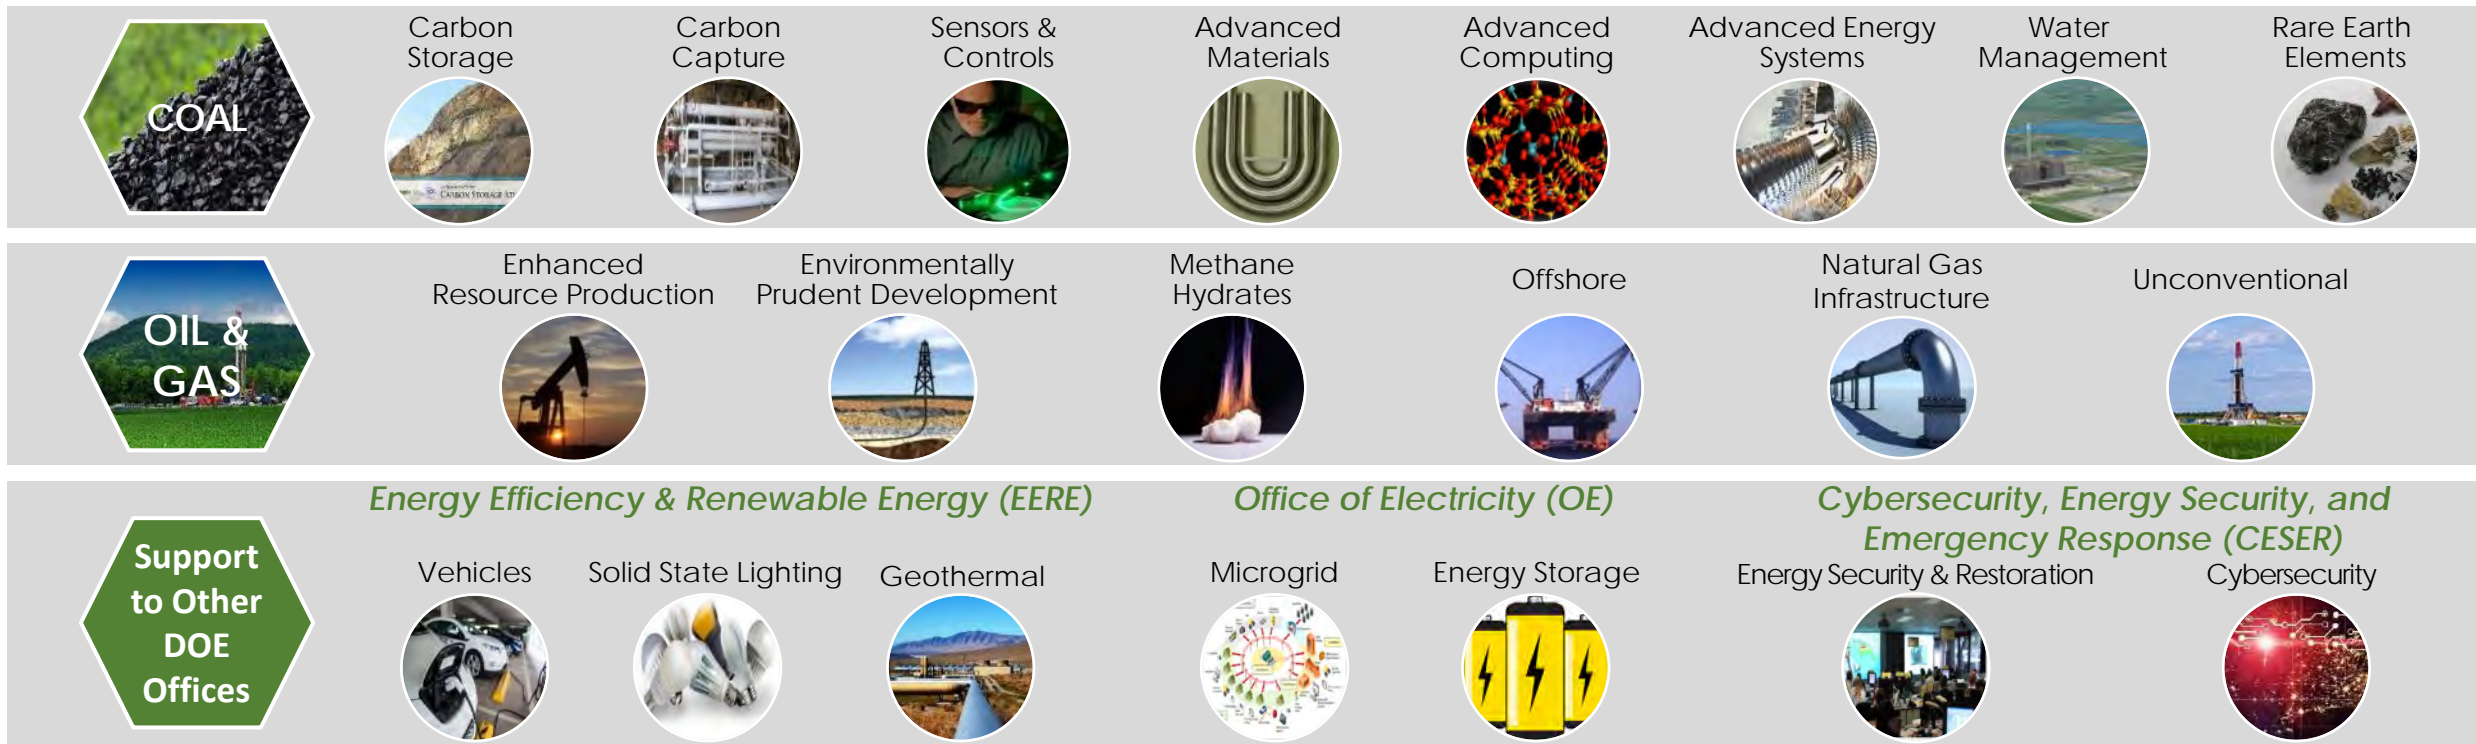 COAL
Carbon
Storage
Carbon
Capture
Sensors &
Controls
Advanced
Materials
Advanced
Computing
Advanced Energy
Systems
Water
Management
Rare Earth
Elements
CARBON STORAGE
OIL &
GAS
Enhanced
Resource Production
Environmentally
Prudent Development
Methane
Hydrates
Offshore
Natural Gas
Infrastructure
Unconventional
Support
to Other
DOE
Offices
Energy Efficiency & Renewable Energy (EERE)
Vehicles
Solid State Lighting
Geothermal
Office of Electricity (OE)
Microgrid
Energy Storage
Cybersecurity, Energy Security, and
Emergency Response (CESER)
Energy Security & Restoration
Cybersecurity